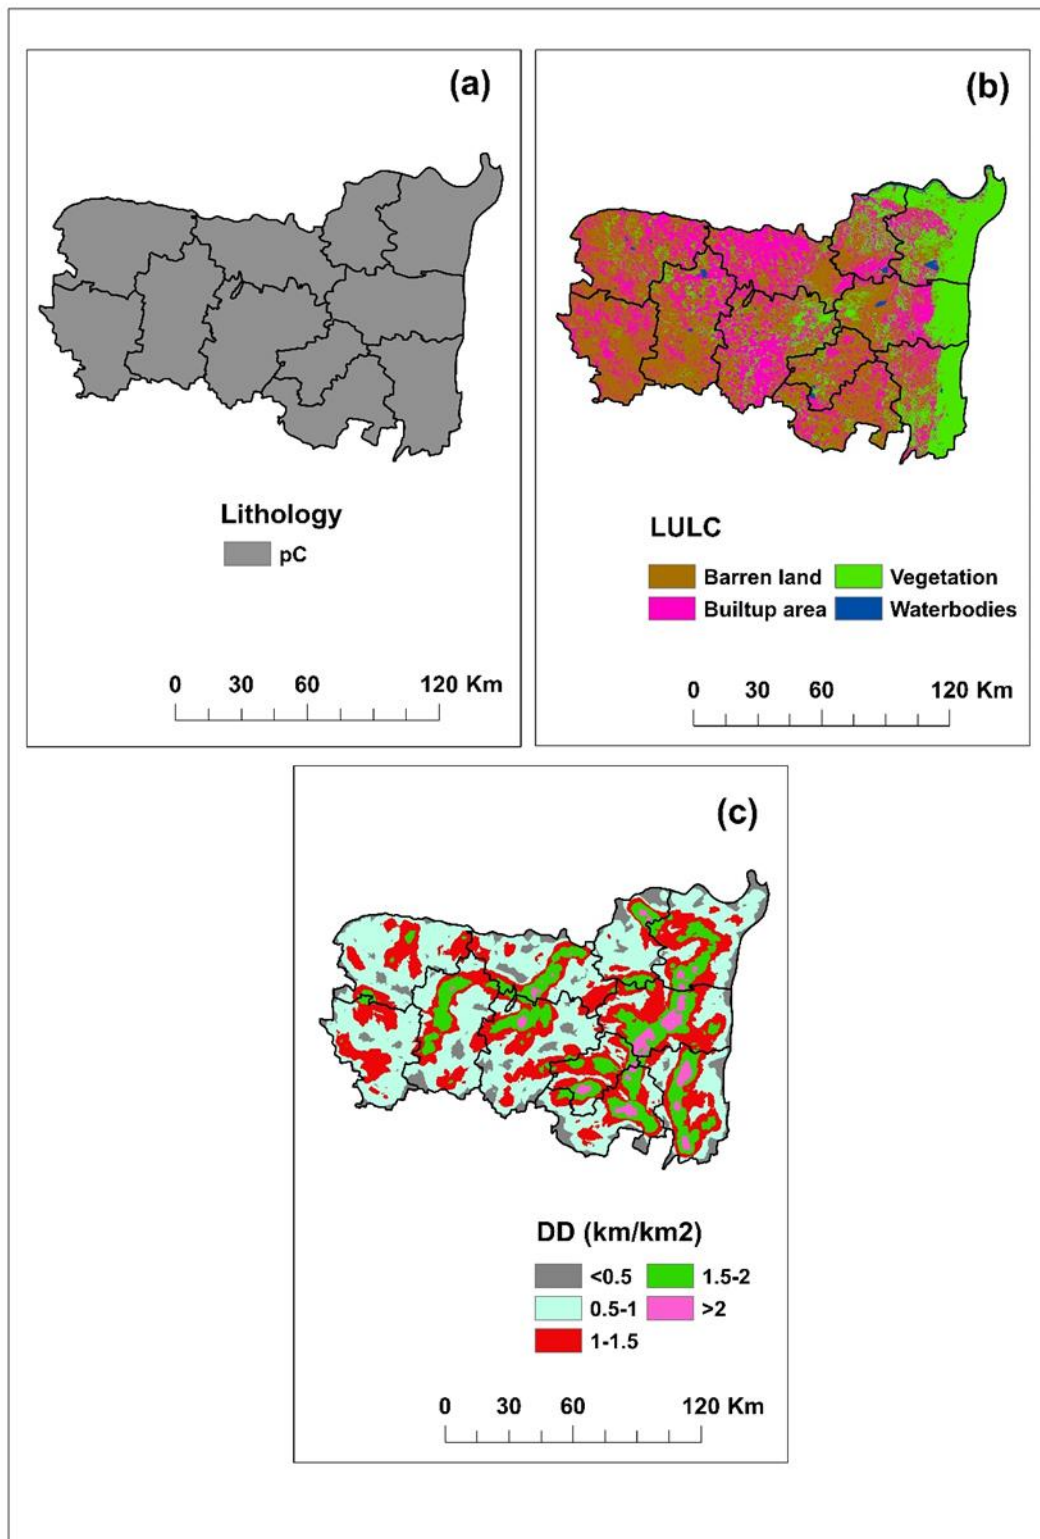 (a)
Lithology
pC
0 30 60 120 Km
(b)
LULC
Barren land Vegetation
Builtup area Waterbodies
0 30 60 120 Km
(c)
DD (km/km2)
<0.5 1.5-2
0.5-1 >2
1-1.5
0 30 60 120 Km